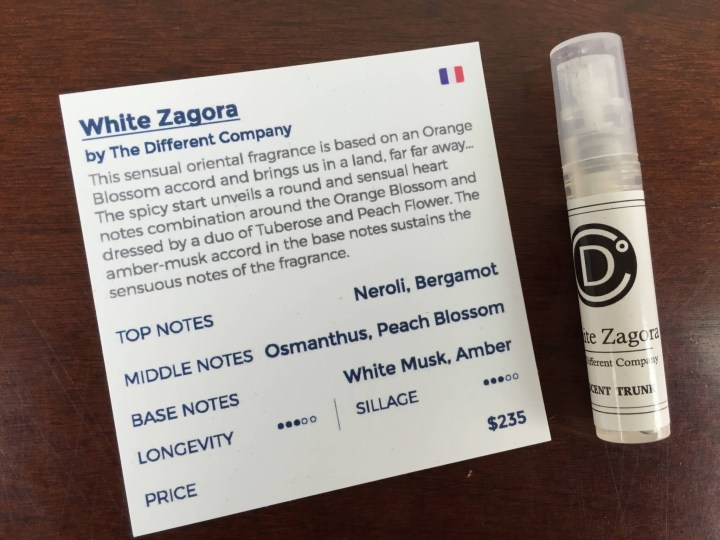 White Zagora
by The Different Company
This sensual oriental fragrance is based on an Orange
Blossom accord and brings us in a land, far far away...
The spicy start unveils a round and sensual heart
notes combination around the Orange Blossom and
dressed by a duo of Tuberose and Peach Flower. The
amber-musk accord in the base notes sustains the
sensuous notes of the fragrance.
TOP NOTES Neroli, Bergamot
MIDDLE NOTES Osmanthus, Peach Blossom
BASE NOTES White Musk, Amber
LONGEVITY SILLAGE
PRICE $235
D
ite Zagora
ifferent Company
CENT TRUNK